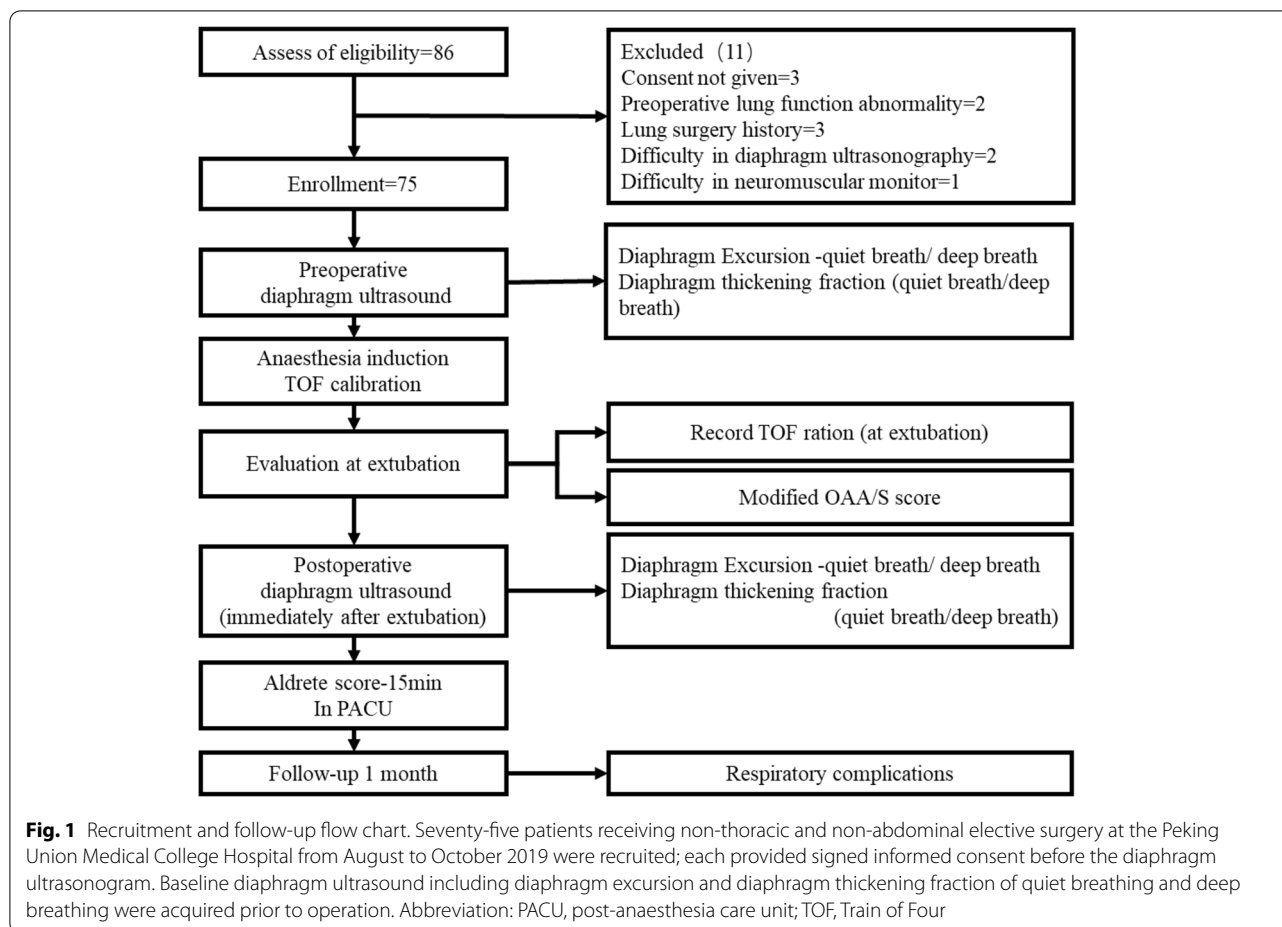 Assess of eligibility=86
Excluded（11）
Consent not given=3
Preoperative lung function abnormality=2
Lung surgery history=3
Difficulty in diaphragm ultrasonography=2
Difficulty in neuromuscular monitor=1
Enrollment=75
Preoperative
diaphragm ultrasound
Diaphragm Excursion -quiet breath/ deep breath
Diaphragm thickening fraction (quiet breath/deep
breath)
Anaesthesia induction
TOF calibration
Evaluation at extubation
Record TOF ration (at extubation)
Modified OAA/S score
Postoperative
diaphragm ultrasound
(immediately after extubation)
Diaphragm Excursion -quiet breath/ deep breath
Diaphragm thickening fraction
(quiet breath/deep breath)
Aldrete score-15min
In PACU
Follow-up 1 month
Respiratory complications
Fig. 1 Recruitment and follow-up flow chart. Seventy-five patients receiving non-thoracic and non-abdominal elective surgery at the Peking
Union Medical College Hospital from August to October 2019 were recruited; each provided signed informed consent before the diaphragm
ultrasonogram. Baseline diaphragm ultrasound including diaphragm excursion and diaphragm thickening fraction of quiet breathing and deep
breathing were acquired prior to operation. Abbreviation: PACU, post-anaesthesia care unit; TOF, Train of Four